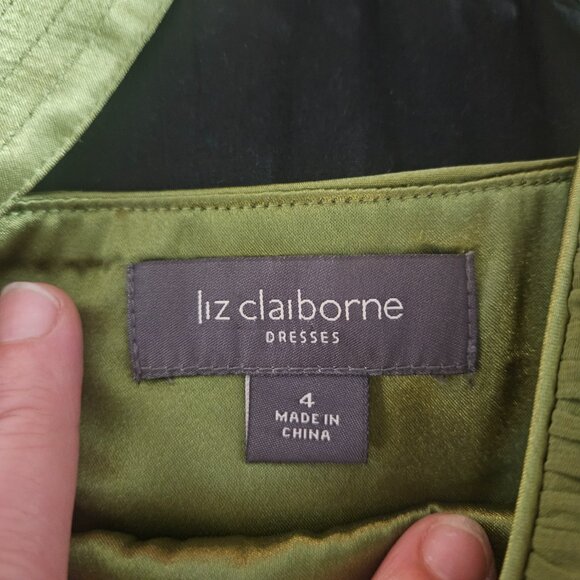 liz claiborne
DRESSES
4
MADE IN
CHINA